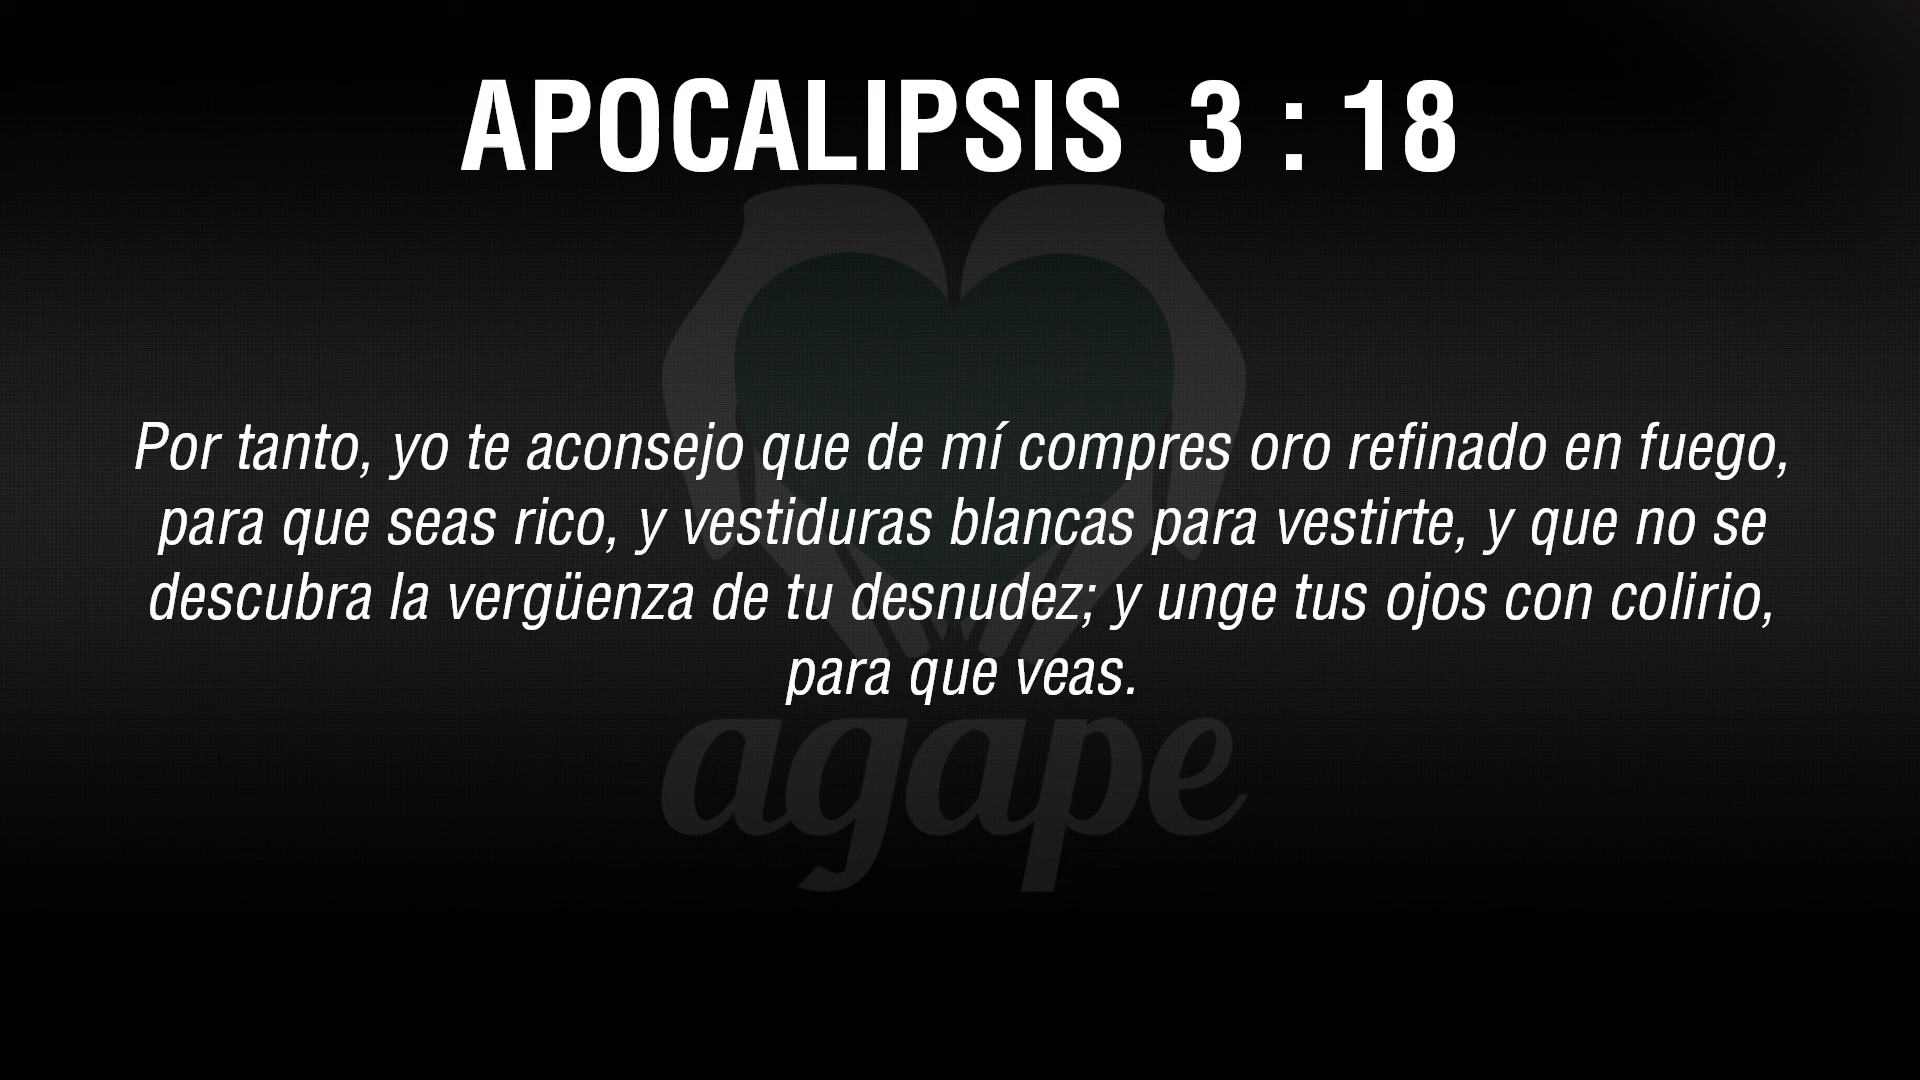 APOCALIPSIS 3 : 18
Por tanto, yo te aconsejo que de mí compres oro refinado en fuego,
para que seas rico, y vestiduras blancas para vestirte, y que no se
descubra la vergüenza de tu desnudez; y unge tus ojos con colirio,
para que veas.
agape